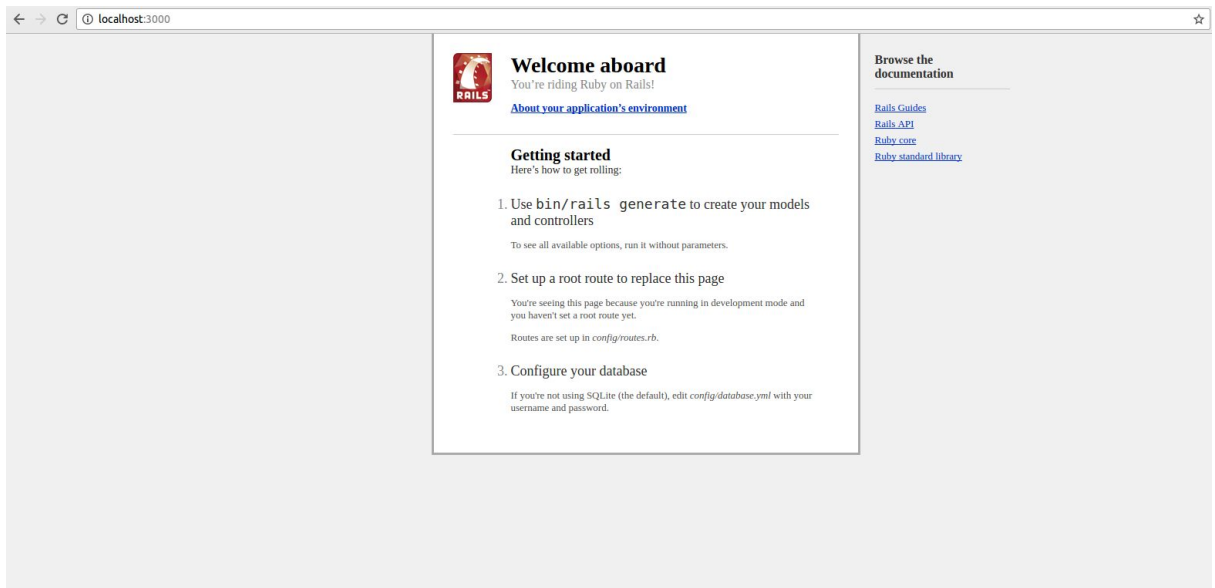 localhost:3000
RAILS
Welcome aboard
You’re riding Ruby on Rails!
About your application’s environment
Getting started
Here’s how to get rolling:
1. Use bin/rails generate to create your models
and controllers
To see all available options, run it without parameters.
2. Set up a root route to replace this page
You're seeing this page because you're running in development mode and
you haven't set a root route yet.
Routes are set up in config/routes.rb.
3. Configure your database
If you're not using SQLite (the default), edit config/database.yml with your
username and password.
Browse the
documentation
Rails Guides
Rails API
Ruby core
Ruby standard library